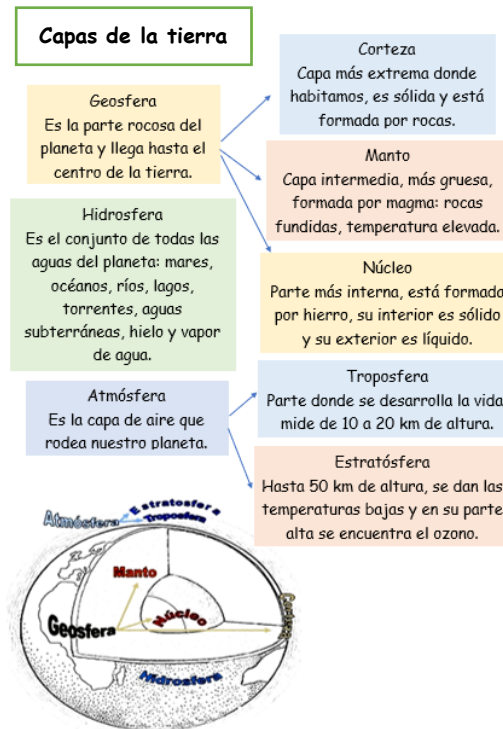 Capas de la tierra
Geosfera
Es la parte rocosa del
planeta y llega hasta el
centro de la tierra.
Corteza
Capa más extrema donde
habitamos, es sólida y está
formada por rocas.
Manto
Capa intermedia, más gruesa,
formada por magma: rocas
fundidas, temperatura elevada.
Núcleo
Parte más interna, está formada
por hierro, su interior es sólido
y su exterior es líquido.
Hidrosfera
Es el conjunto de todas las
aguas del planeta: mares,
océanos, ríos, lagos,
torrentes, aguas
subterráneas, hielo y vapor
de agua.
Atmósfera
Es la capa de aire que
rodea nuestro planeta.
Troposfera
Parte donde se desarrolla la vida
mide de 10 a 20 km de altura.
Estratósfera
Hasta 50 km de altura, se dan las
temperaturas bajas y en su parte
alta se encuentra el ozono.
Estratosfera
Atmósfera
Troposfera
Manto
Núcleo
Geosfera
Corteza
Hidrosfera